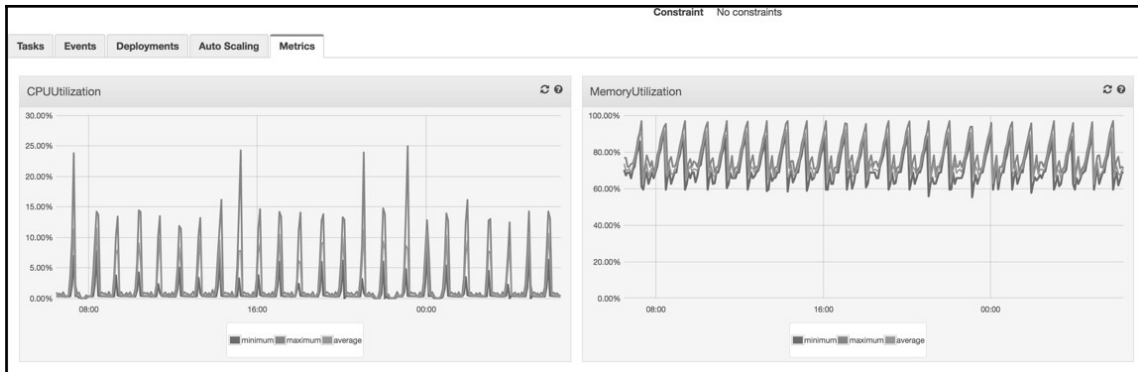 Constraint No constraints
Tasks Events Deployments Auto Scaling Metrics
CPUUtilization
30.00%
25.00%
20.00%
15.00%
10.00%
5.00%
0.00%
08:00 16:00 00:00
minimum maximum average
MemoryUtilization
100.00%
80.00%
60.00%
40.00%
20.00%
0.00%
08:00 16:00 00:00
minimum maximum average